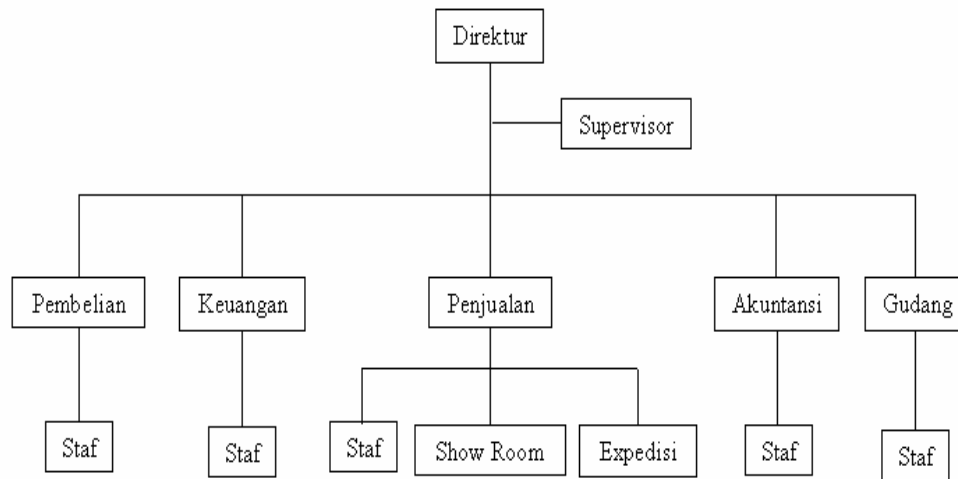 Direktur
Supervisor
Pembelian
Keuangan
Penjualan
Akuntansi
Gudang
Staf
Staf
Staf
Show Room
Expedisi
Staf
Staf